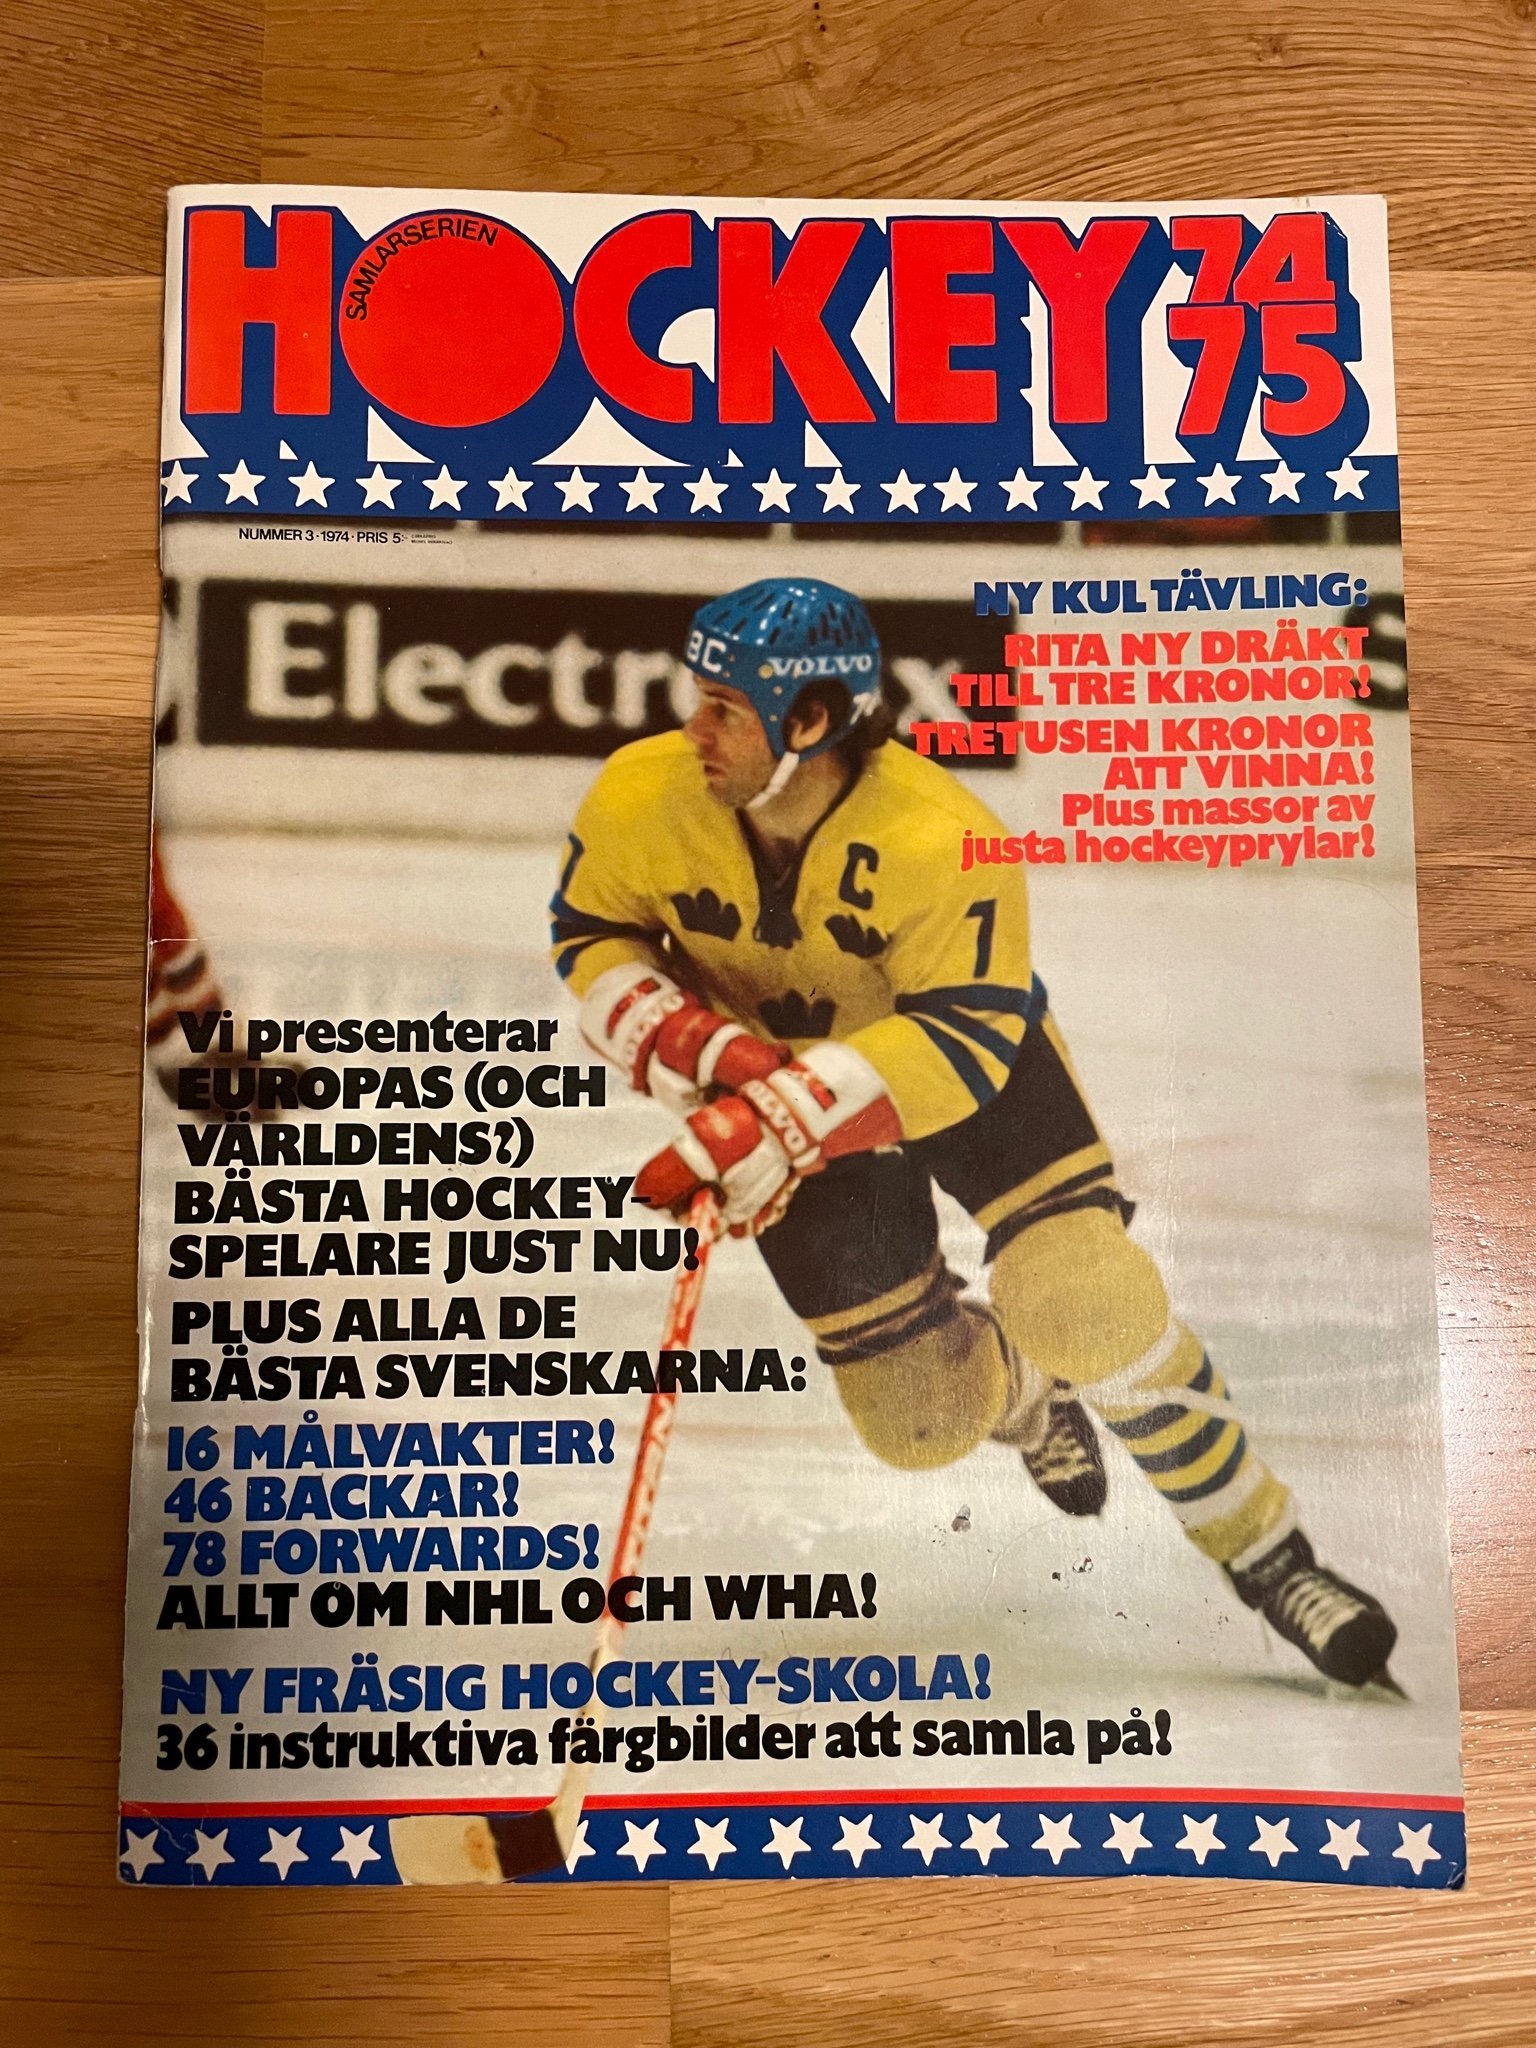 SAMLARSERIEN
HOCKEY 74
75
NUMMER 3 · 1974 · PRIS 5:-
Electr x
NY KUL TÄVLING:
RITA NY DRÄKT
TILL TRE KRONOR!
TRETUSEN KRONOR
ATT VINNA!
Plus massor av
justa hockeyprylar!
BC
VOLVO
C
7
VOLVO
VOLVO
Vi presenterar
EUROPAS (OCH
VÄRLDENS?)
BÄSTA HOCKEY-
SPELARE JUST NU!
PLUS ALLA DE
BÄSTA SVENSKARNA:
16 MÅLVAKTER!
46 BACKAR!
78 FORWARDS!
ALLT OM NHL OCH WHA!
NY FRÄSIG HOCKEY-SKOLA!
36 instruktiva färgbilder att samla på!